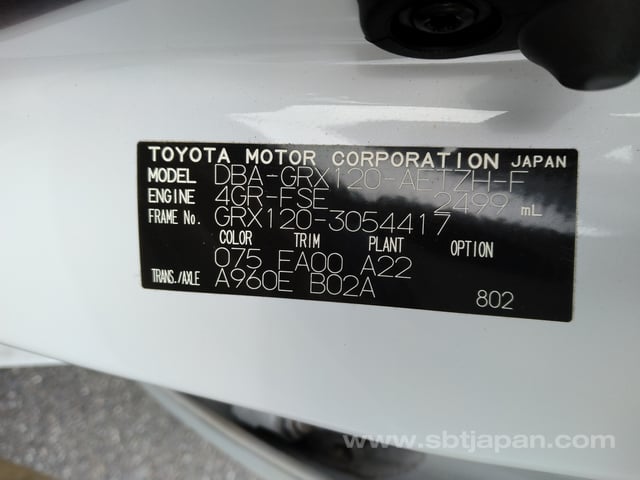 TOYOTA MOTOR CORPORATION JAPAN
MODEL DBA-GRX120-AETZH-F
ENGINE 4GR-FSE 2499 mL
FRAME No. GRX120-3054417
COLOR TRIM PLANT OPTION
075 FA00 A22
TRANS./AXLE A960E B02A
802
www.sbtjapan.com